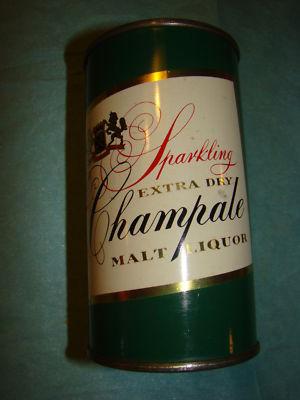 Sparkling
EXTRA DRY
Champale
MALT LIQUOR